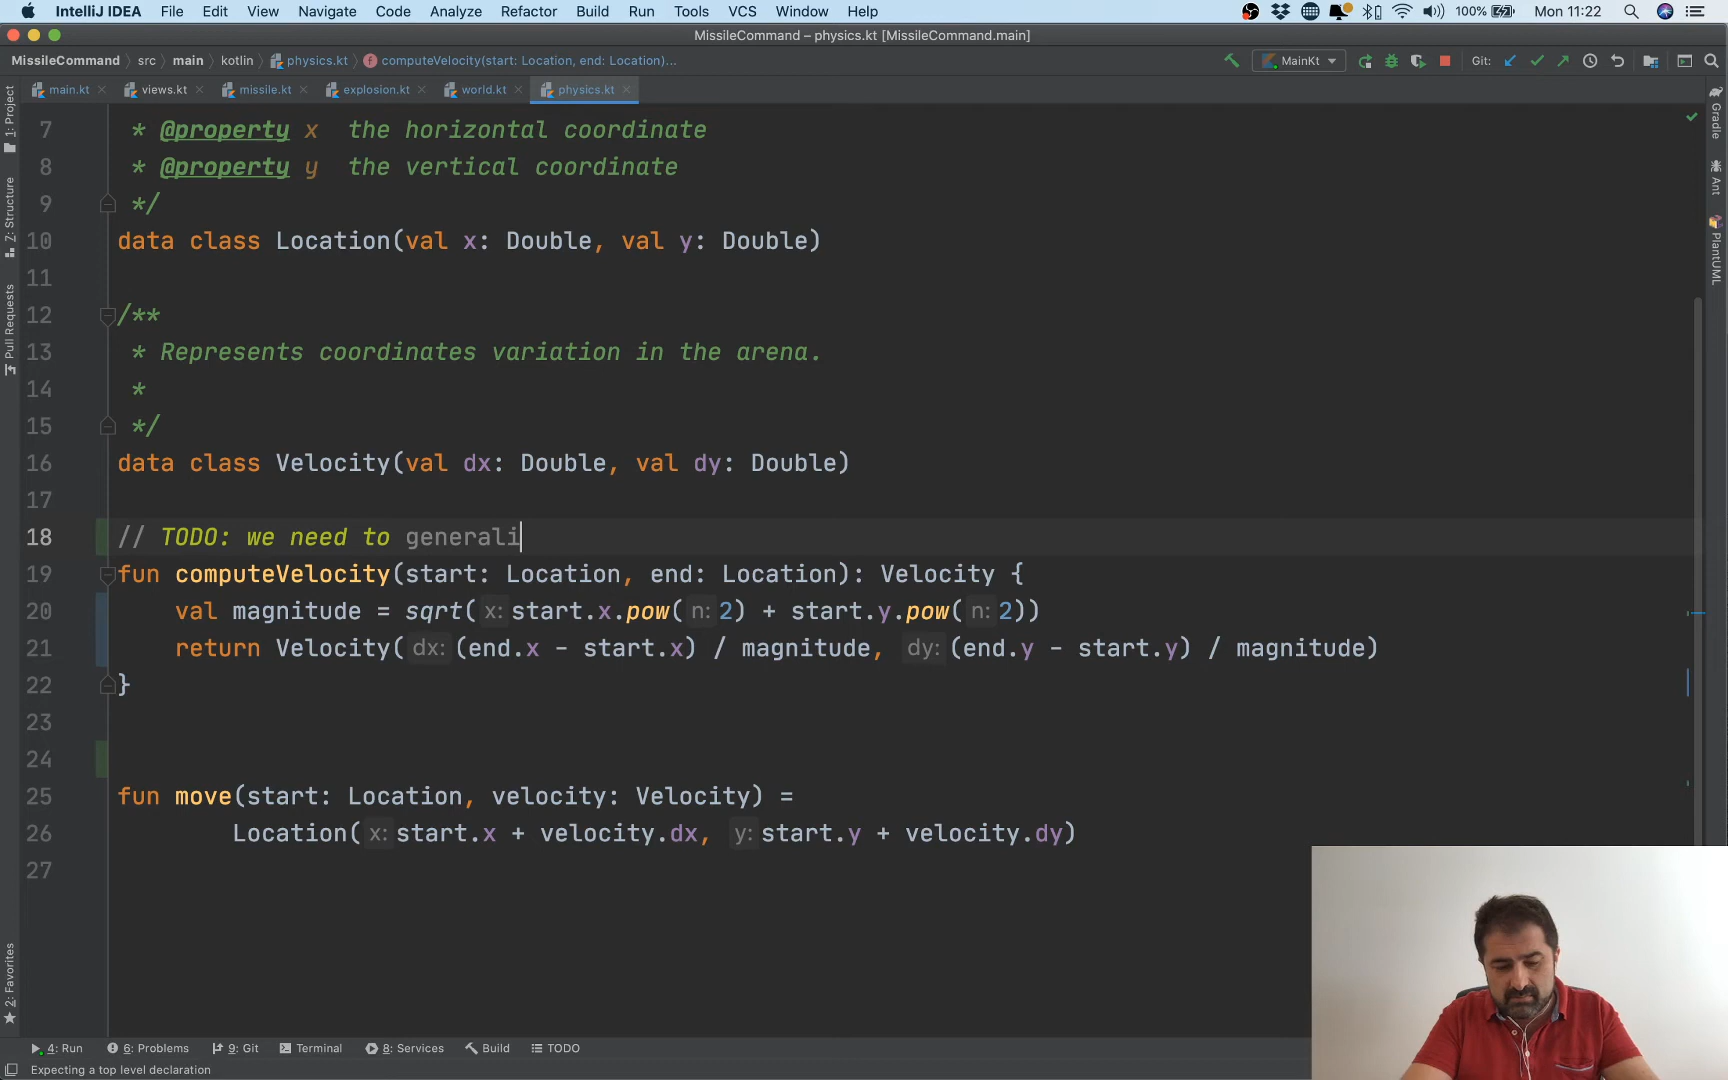 IntelliJ IDEA File Edit View Navigate Code Analyze Refactor Build Run Tools VCS Window Help 100% Mon 11:22
MissileCommand – physics.kt [MissileCommand.main]
MissileCommand src main kotlin physics.kt computeVelocity(start: Location, end: Location)... MainKt Git:
main.kt views.kt missile.kt explosion.kt world.kt physics.kt
1: Project
Z: Structure
Pull Requests
2: Favorites
7 * @property x the horizontal coordinate
8 * @property y the vertical coordinate
9 */
10 data class Location(val x: Double, val y: Double)
11
12 /**
13 * Represents coordinates variation in the arena.
14 *
15 */
16 data class Velocity(val dx: Double, val dy: Double)
17
18 // TODO: we need to generali
19 fun computeVelocity(start: Location, end: Location): Velocity {
20 val magnitude = sqrt( x: start.x.pow( n: 2) + start.y.pow( n: 2))
21 return Velocity( dx: (end.x - start.x) / magnitude, dy: (end.y - start.y) / magnitude)
22 }
23
24
25 fun move(start: Location, velocity: Velocity) =
26 Location( x: start.x + velocity.dx, y: start.y + velocity.dy)
27
Gradle
Ant
PlantUML
4: Run 6: Problems 9: Git Terminal 8: Services Build TODO
Expecting a top level declaration